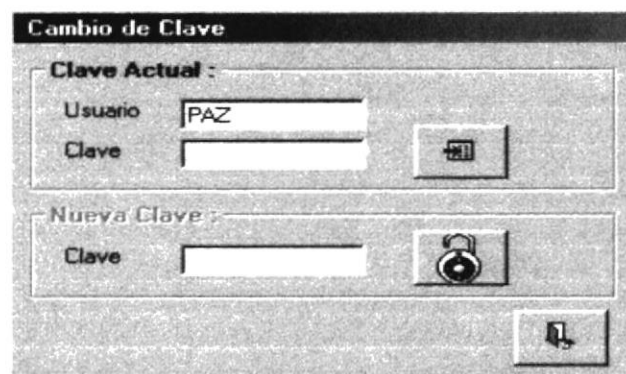 Cambio de Clave
Clave Actual :
Usuario PAZ
Clave
Nueva Clave :
Clave